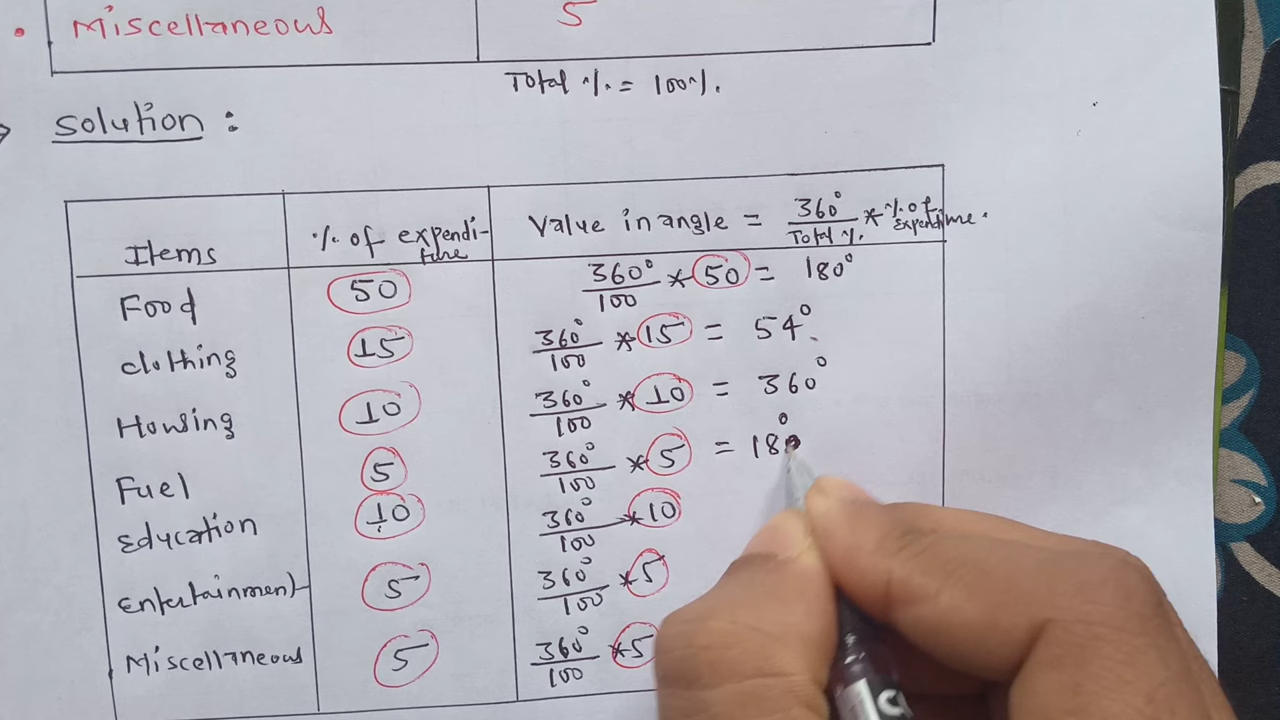 • Miscellaneous 5
Total % = 100%.
Solution :
Items % of expendi-ture Value in angle = 360°/Total % * % of Expenditure.
Food 50 360°/100 * 50 = 180°
clothing 15 360°/100 * 15 = 54°.
Housing 10 360°/100 * 10 = 360°
Fuel 5 360°/100 * 5 = 18°
Education 10 360°/100 * 10
Entertainment 5 360°/100 * 5
Miscellaneous 5 360°/100 * 5